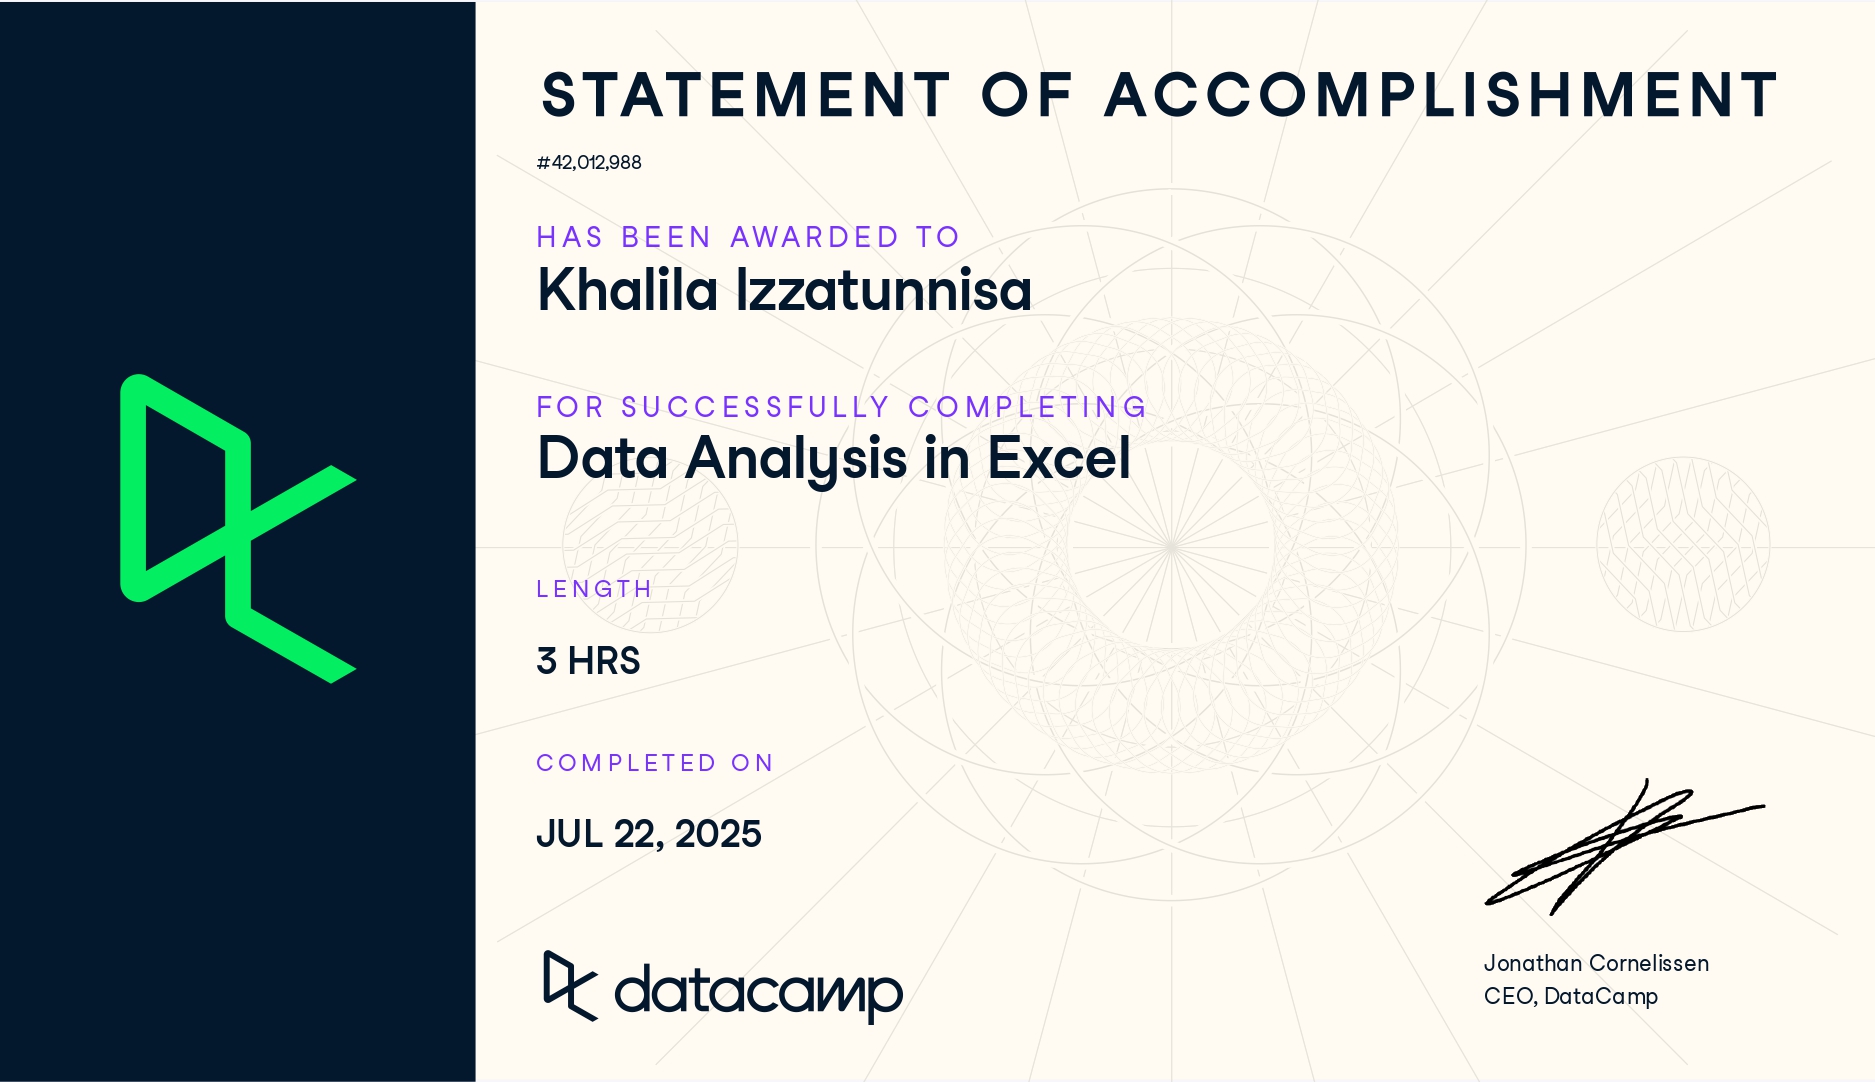 STATEMENT OF ACCOMPLISHMENT
#42,012,988
HAS BEEN AWARDED TO
Khalila Izzatunnisa
FOR SUCCESSFULLY COMPLETING
Data Analysis in Excel
LENGTH
3 HRS
COMPLETED ON
JUL 22, 2025
datacamp
Jonathan Cornelissen
CEO, DataCamp